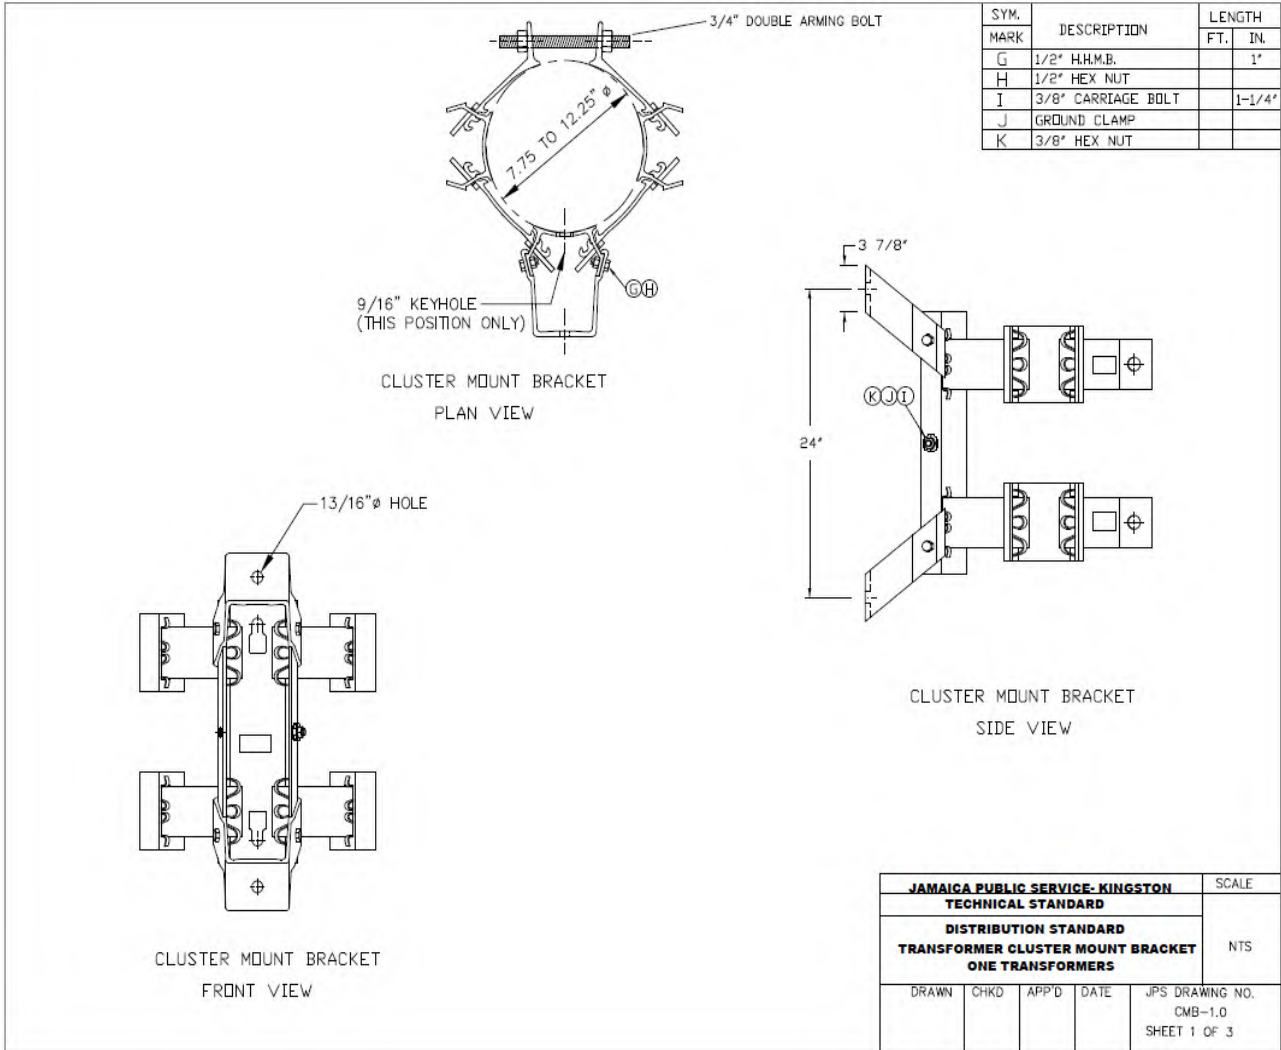 3/4" DOUBLE ARMING BOLT
7.75 TO 12.25" ø
9/16" KEYHOLE
(THIS POSITION ONLY)
G H
CLUSTER MOUNT BRACKET
PLAN VIEW
SYM. MARK DESCRIPTION LENGTH FT. IN.
G 1/2" H.H.M.B. 1"
H 1/2" HEX NUT
I 3/8" CARRIAGE BOLT 1-1/4"
J GROUND CLAMP
K 3/8" HEX NUT
3 7/8"
K J I
24"
CLUSTER MOUNT BRACKET
SIDE VIEW
13/16"ø HOLE
CLUSTER MOUNT BRACKET
FRONT VIEW
JAMAICA PUBLIC SERVICE- KINGSTON
TECHNICAL STANDARD
SCALE
DISTRIBUTION STANDARD
TRANSFORMER CLUSTER MOUNT BRACKET
ONE TRANSFORMERS
NTS
DRAWN CHKD APP'D DATE
JPS DRAWING NO.
CMB-1.0
SHEET 1 OF 3